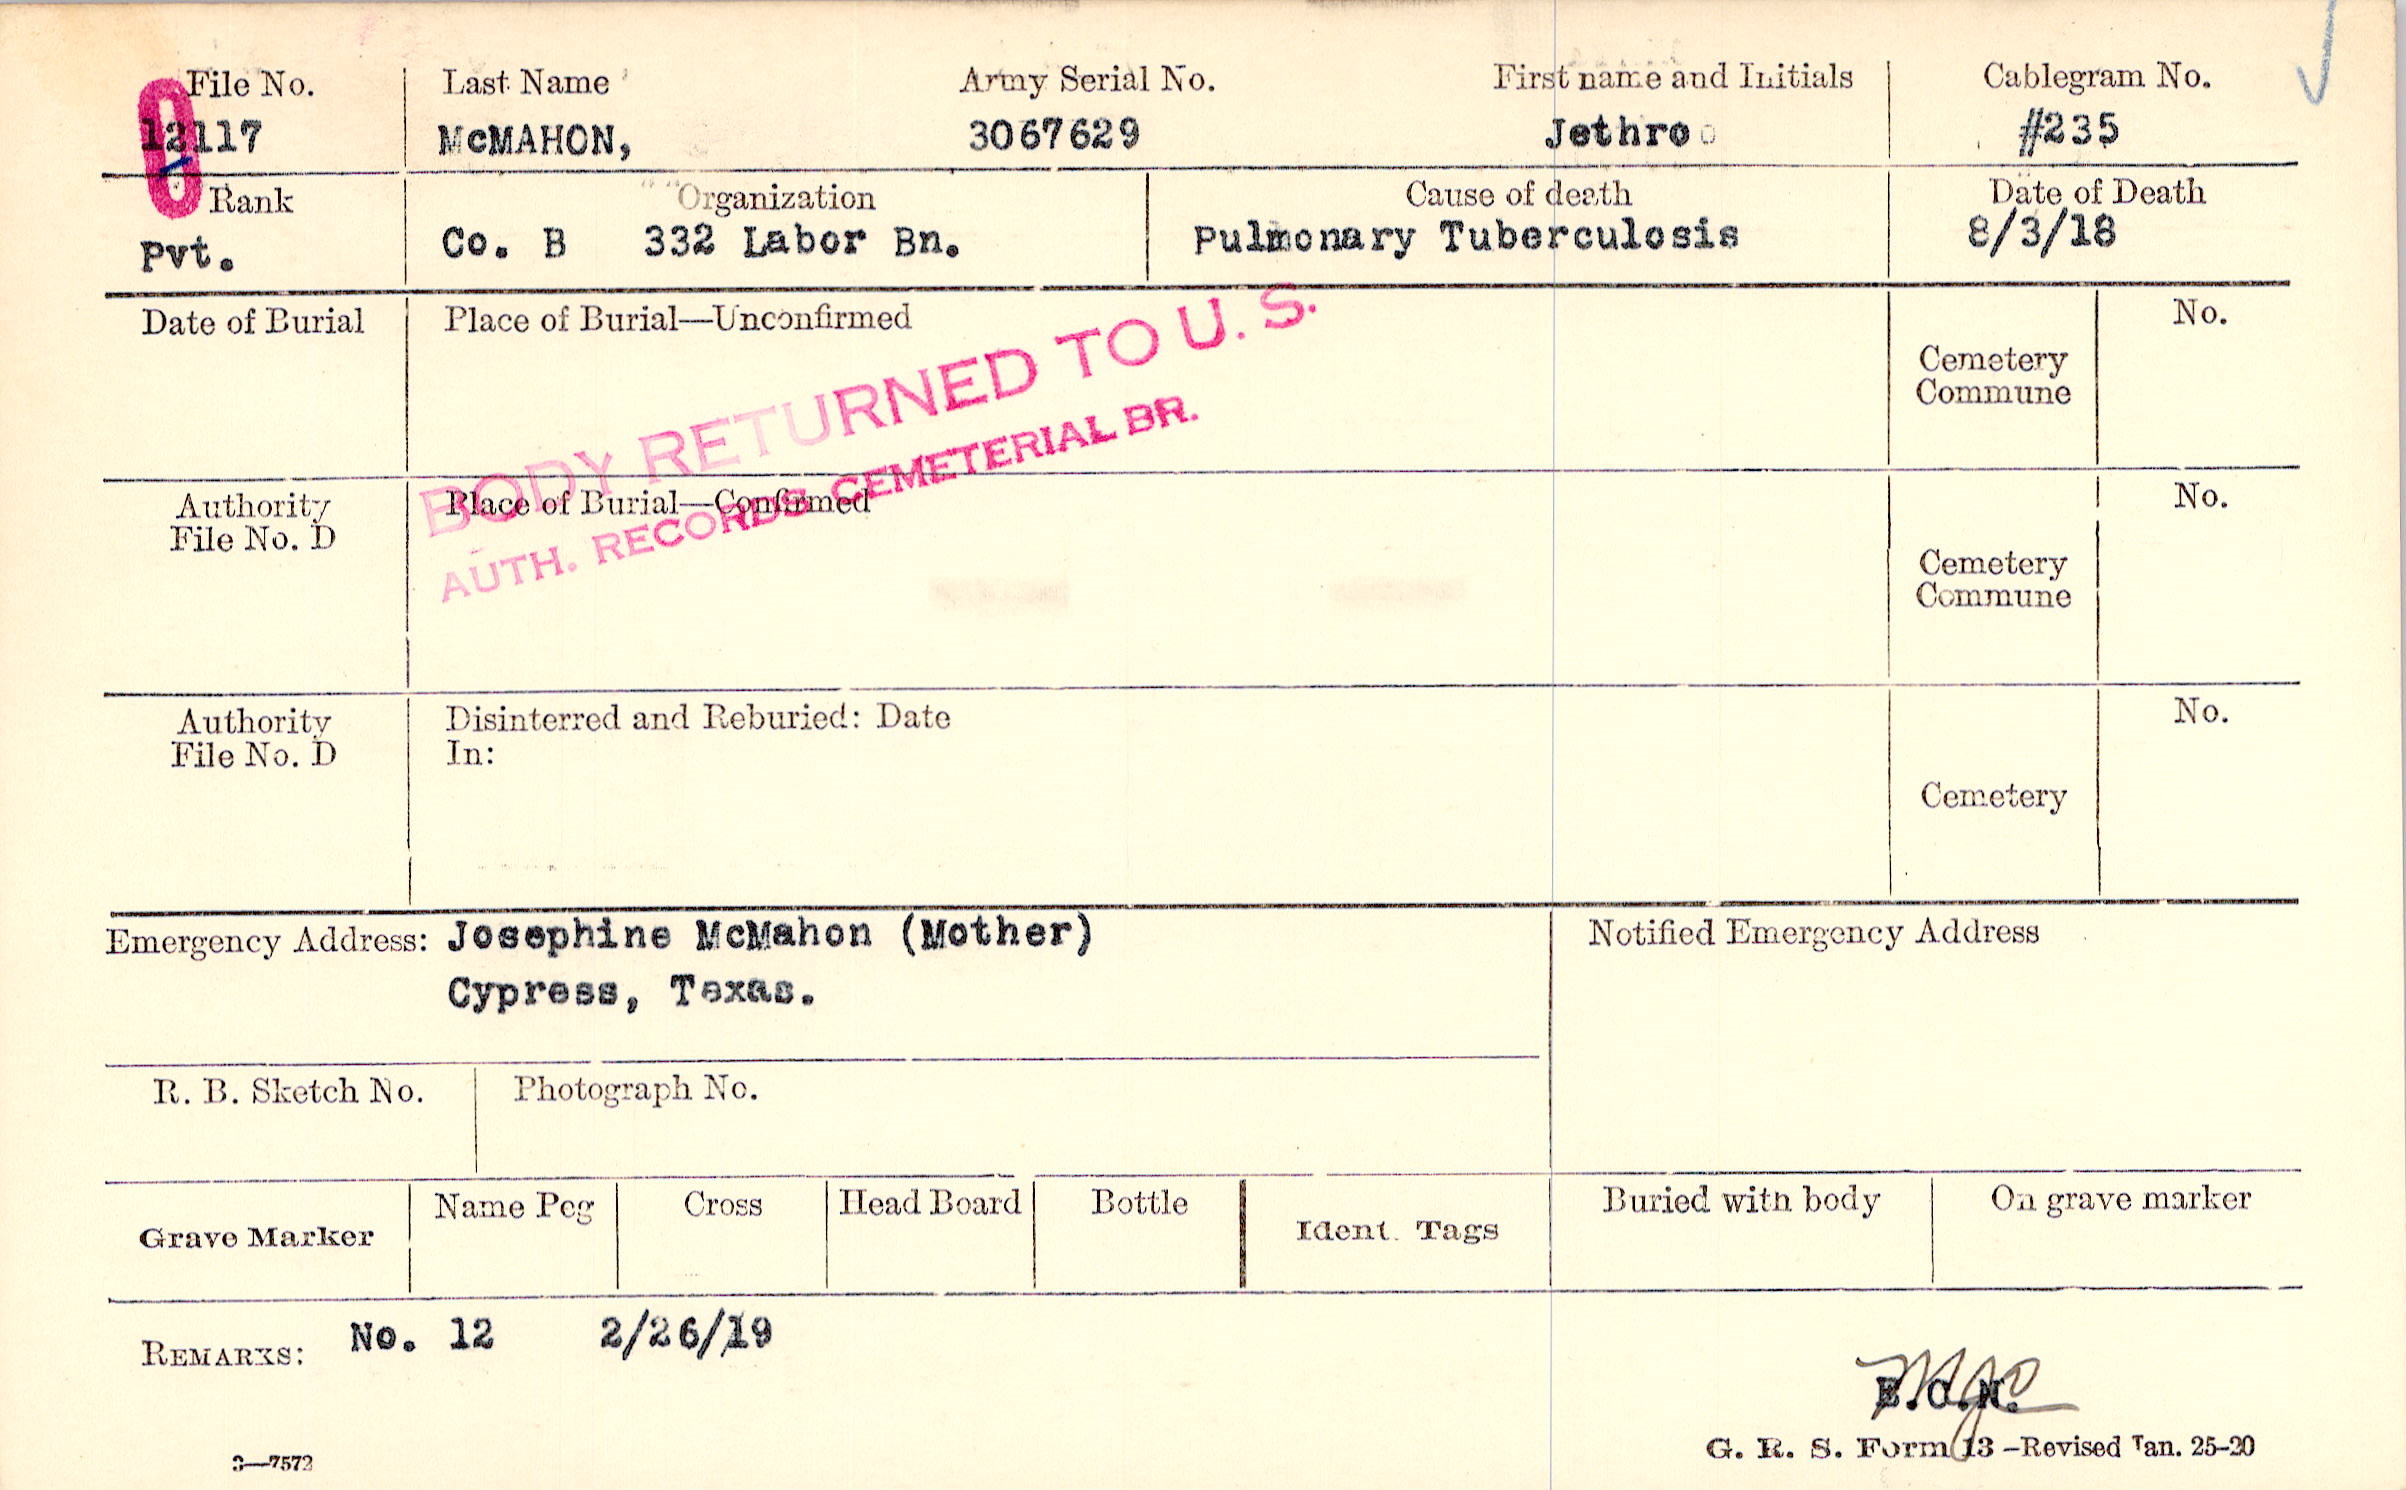 File No.
12117
Last Name
McMAHON,
Army Serial No.
3067629
First name and Initials
Jethro
Cablegram No.
#235
Rank
Pvt.
Organization
Co. B 332 Labor Bn.
Cause of death
Pulmonary Tuberculosis
Date of Death
8/3/18
Date of Burial
Place of Burial—Unconfirmed
Cemetery
Commune
No.
BODY RETURNED TO U. S.
AUTH. RECORDS CEMETERIAL BR.
Authority
File No. D
Place of Burial—Confirmed
Cemetery
Commune
No.
Authority
File No. D
Disinterred and Reburied: Date
In:
Cemetery
No.
Emergency Address: Josephine McMahon (Mother)
Cypress, Texas.
Notified Emergency Address
R. B. Sketch No.
Photograph No.
Grave Marker
Name Peg
Cross
Head Board
Bottle
Ident. Tags
Buried with body
On grave marker
REMARKS: No. 12 2/26/19
3—7572
G. R. S. Form 13 –Revised Jan. 25–20